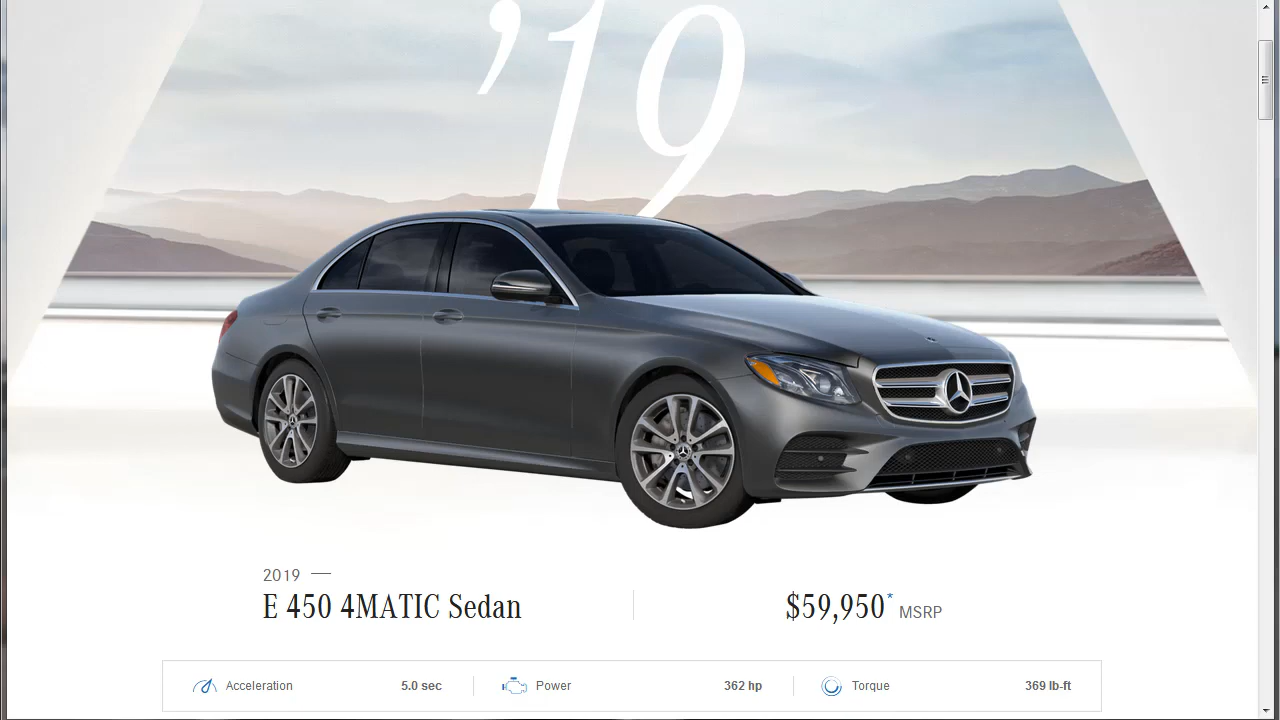 ’19
2019
E 450 4MATIC Sedan
$59,950* MSRP
Acceleration 5.0 sec Power 362 hp Torque 369 lb-ft